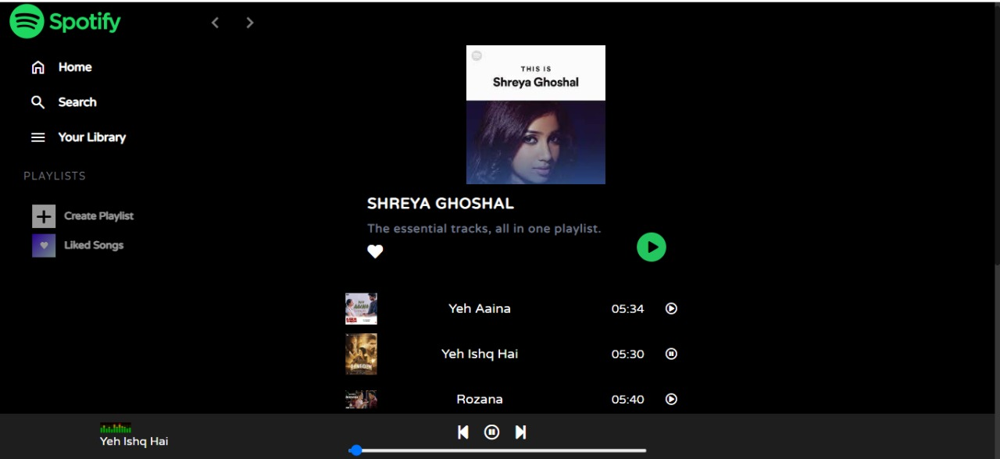 Spotify
Home
Search
Your Library
PLAYLISTS
Create Playlist
Liked Songs
THIS IS
Shreya Ghoshal
SHREYA GHOSHAL
The essential tracks, all in one playlist.
AAINA
Yeh Aaina 05:34
RANGOON
Yeh Ishq Hai 05:30
Rozana 05:40
Yeh Ishq Hai